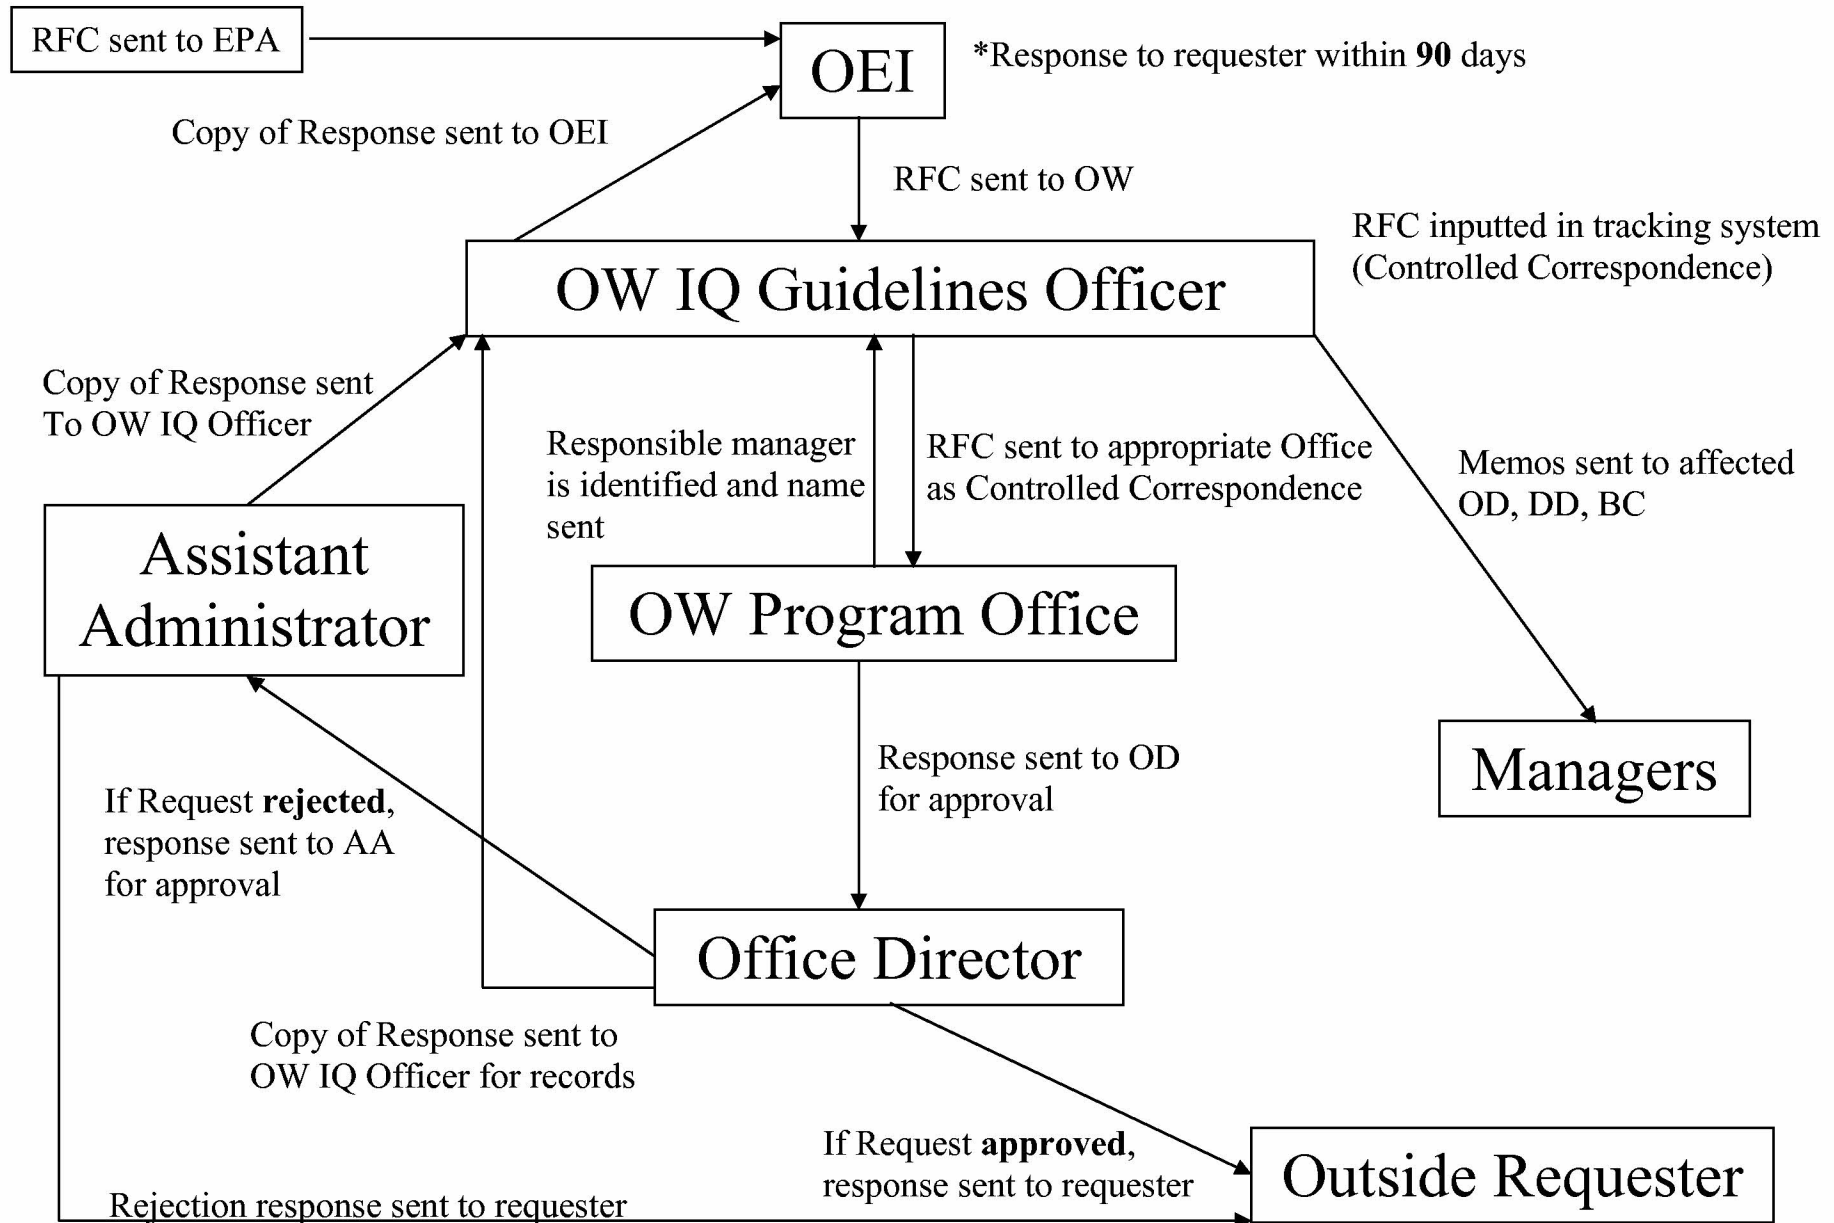 RFC sent to EPA
OEI
*Response to requester within 90 days
Copy of Response sent to OEI
RFC sent to OW
RFC inputted in tracking system
(Controlled Correspondence)
OW IQ Guidelines Officer
Copy of Response sent
To OW IQ Officer
Responsible manager
is identified and name
sent
RFC sent to appropriate Office
as Controlled Correspondence
Memos sent to affected
OD, DD, BC
Assistant
Administrator
OW Program Office
Managers
Response sent to OD
for approval
If Request rejected,
response sent to AA
for approval
Office Director
Copy of Response sent to
OW IQ Officer for records
If Request approved,
response sent to requester
Outside Requester
Rejection response sent to requester